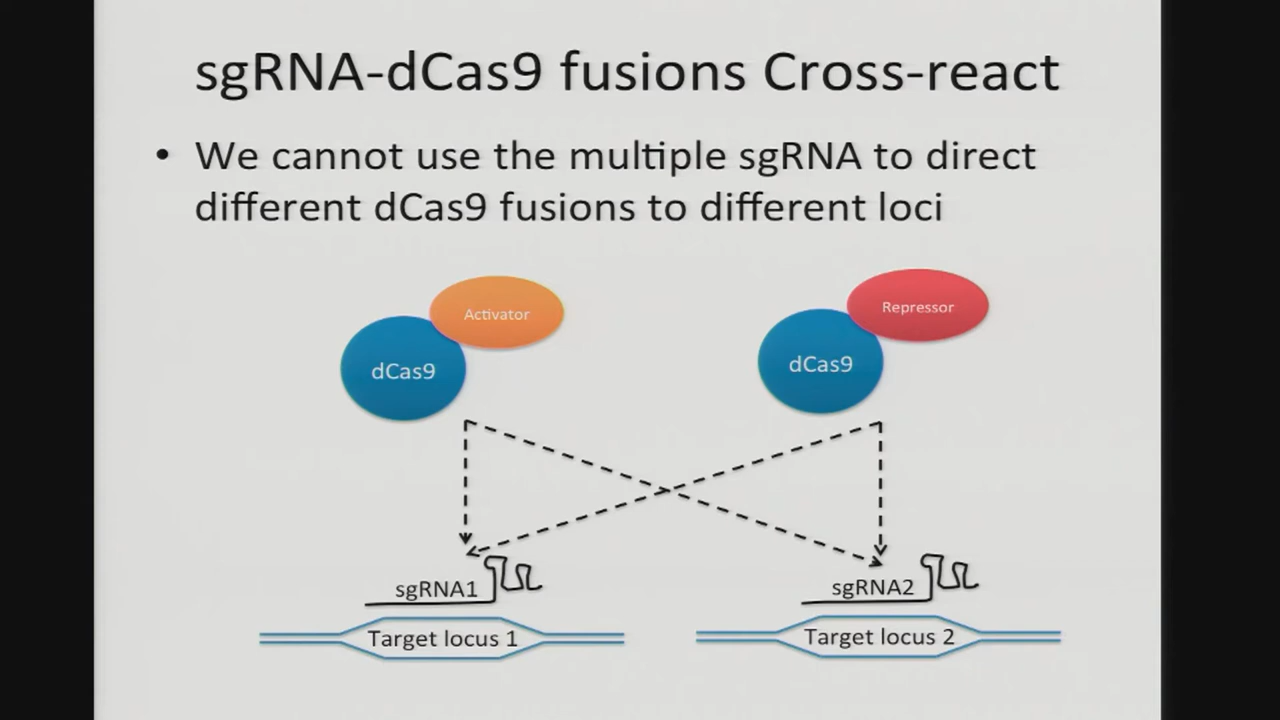 sgRNA-dCas9 fusions Cross-react
• We cannot use the multiple sgRNA to direct
different dCas9 fusions to different loci
Activator
Repressor
dCas9
dCas9
sgRNA1
sgRNA2
Target locus 1
Target locus 2